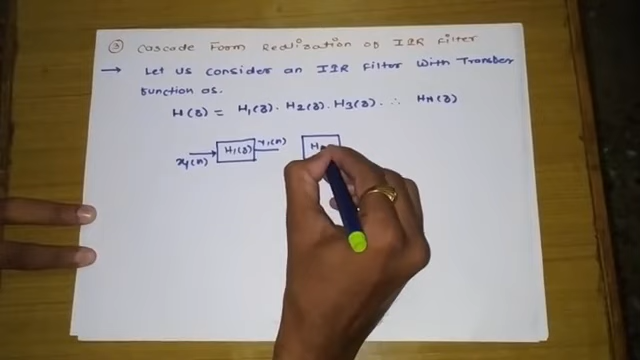 ③ Cascade Form Realization of IIR Filter
→ Let us consider an IIR Filter with Transfer
function as.
H(z) = H1(z). H2(z). H3(z). ∴ HN(z)
x1(n) H1(z) y1(n) H